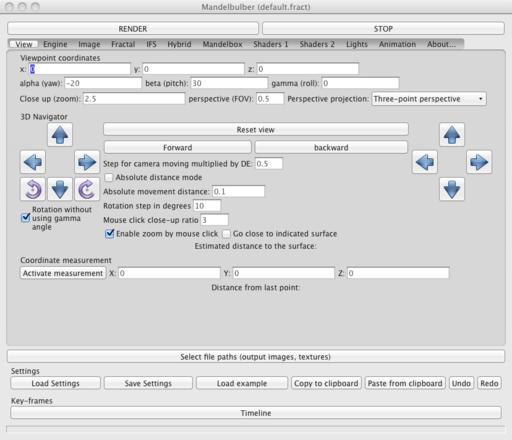 Mandelbulber (default.fract)
RENDER STOP
View Engine Image Fractal IFS Hybrid Mandelbox Shaders 1 Shaders 2 Lights Animation About...
Viewpoint coordinates
x: 0 y: 0 z: 0
alpha (yaw): -20 beta (pitch): 30 gamma (roll): 0
Close up (zoom): 2.5 perspective (FOV): 0.5 Perspective projection: Three-point perspective
3D Navigator
Reset view
Forward backward
Step for camera moving multiplied by DE: 0.5
Absolute distance mode
Absolute movement distance: 0.1
Rotation step in degrees 10
Rotation without
using gamma
angle
Mouse click close-up ratio 3
Enable zoom by mouse click Go close to indicated surface
Estimated distance to the surface:
Coordinate measurement
Activate measurement X: 0 Y: 0 Z: 0
Distance from last point:
Select file paths (output images, textures)
Settings
Load Settings Save Settings Load example Copy to clipboard Paste from clipboard Undo Redo
Key-frames
Timeline